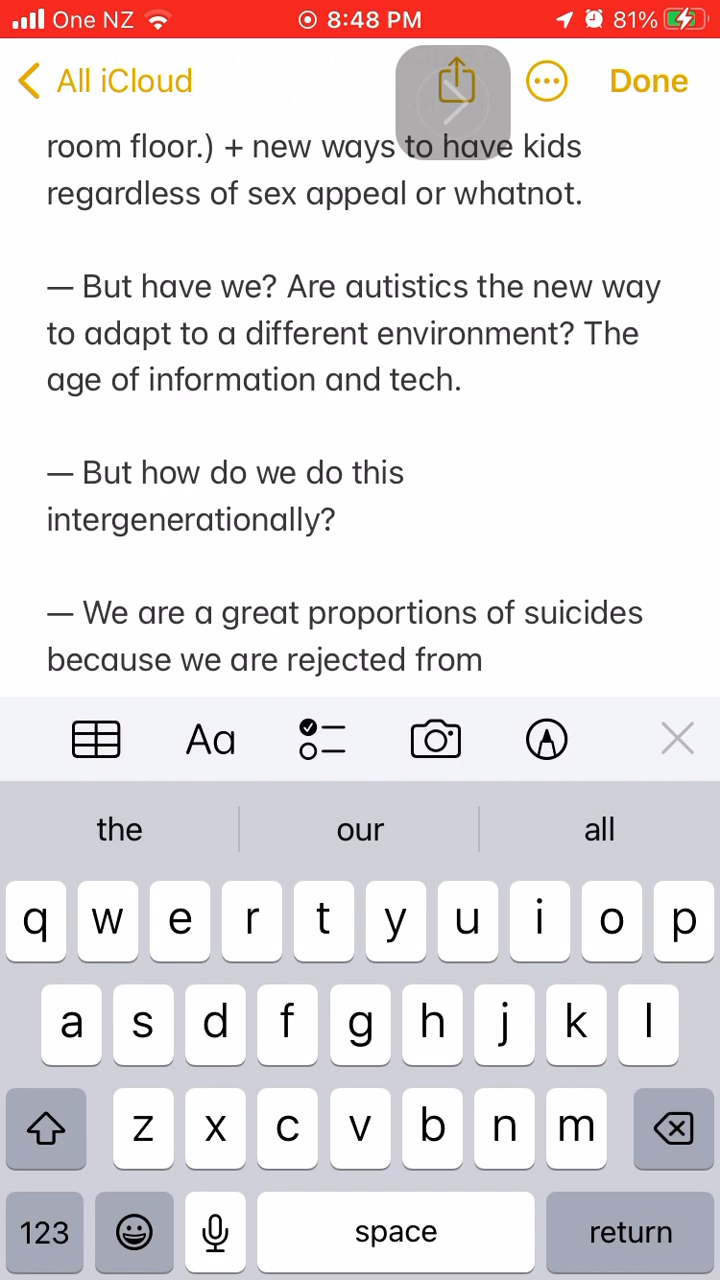 One NZ 8:48 PM 81%
All iCloud Done
room floor.) + new ways to have kids
regardless of sex appeal or whatnot.
— But have we? Are autistics the new way
to adapt to a different environment? The
age of information and tech.
— But how do we do this
intergenerationally?
— We are a great proportions of suicides
because we are rejected from
Aa
the our all
q w e r t y u i o p
a s d f g h j k l
z x c v b n m
123 space return